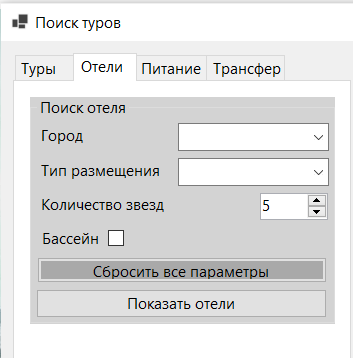 Поиск туров
Туры Отели Питание Трансфер
Поиск отеля
Город
Тип размещения
Количество звезд 5
Бассейн
Сбросить все параметры
Показать отели